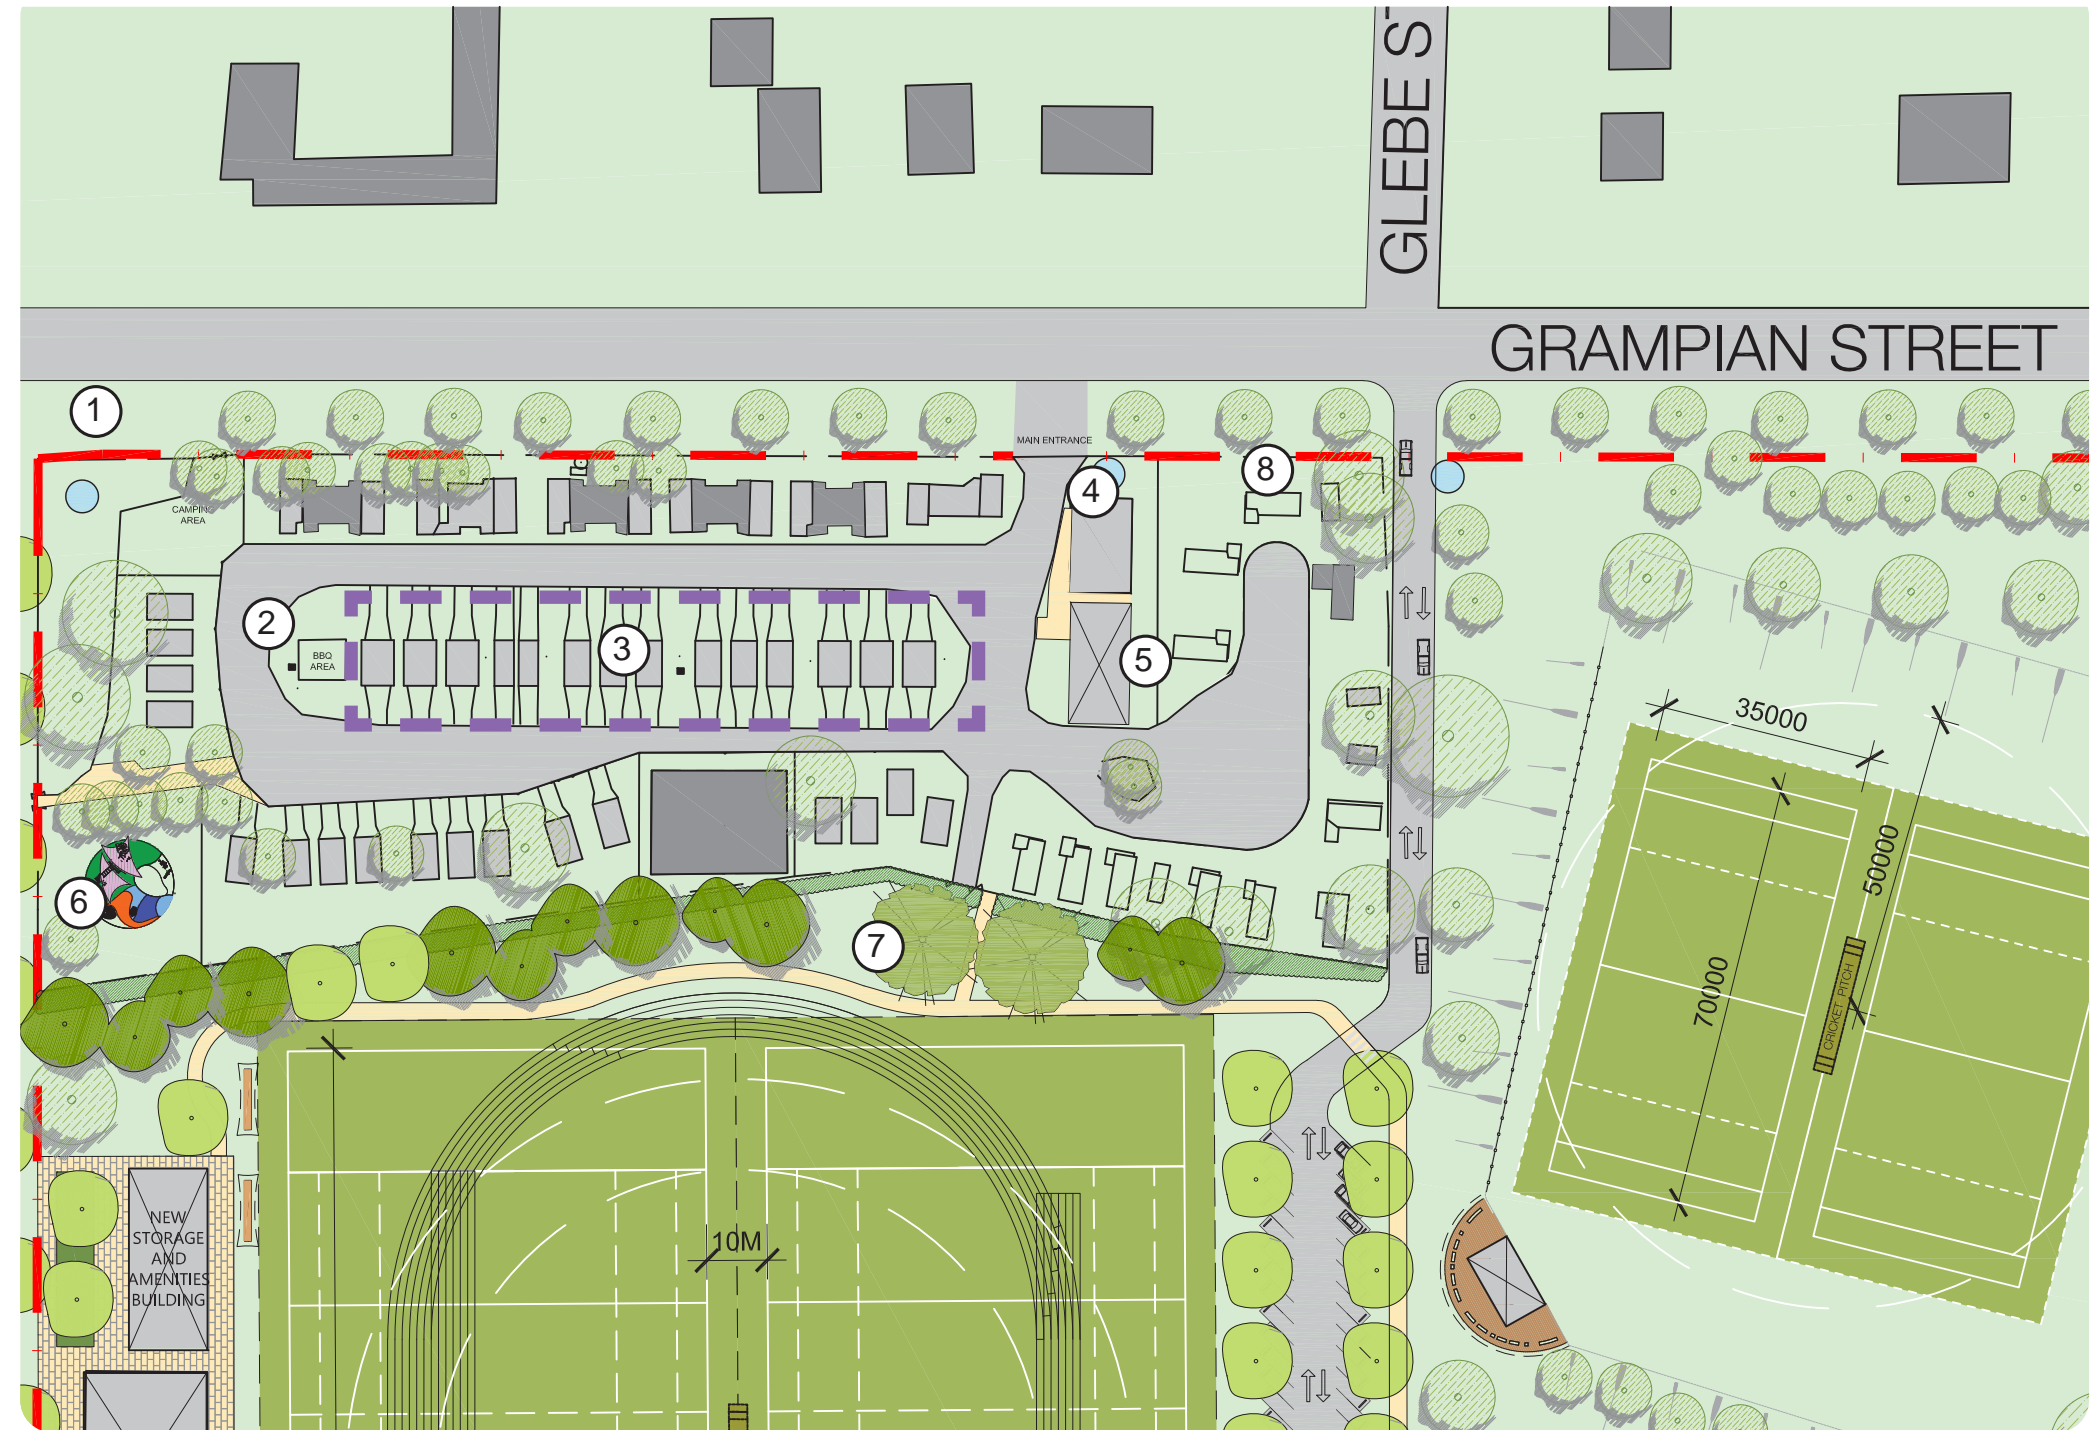 GLEBE ST
GRAMPIAN STREET
1
MAIN ENTRANCE
8
4
CAMPIN
AREA
2
BBQ
AREA
3
5
35000
50000
70000
CRICKET PITCH
6
7
10M
NEW
STORAGE
AND
AMENITIES
BUILDING